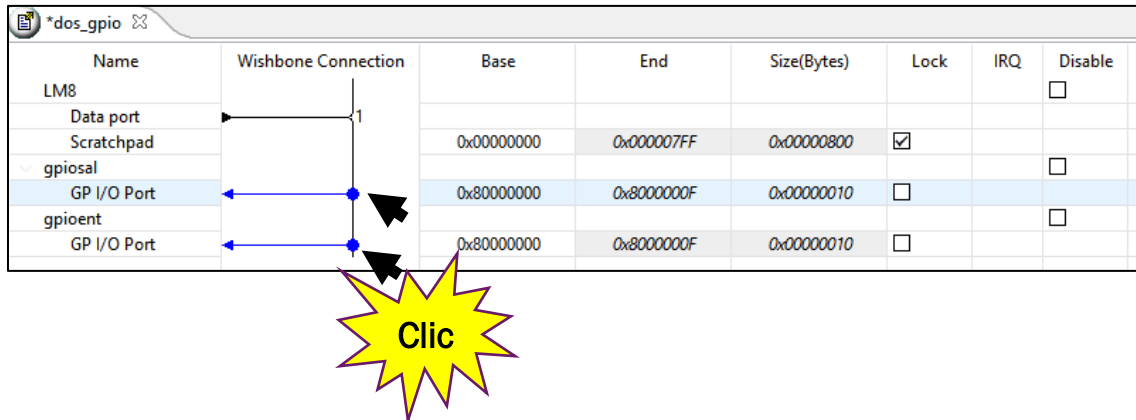 *dos_gpio
Name Wishbone Connection Base End Size(Bytes) Lock IRQ Disable
LM8
Data port 1
Scratchpad 0x00000000 0x000007FF 0x00000800
gpiosal
GP I/O Port 0x80000000 0x8000000F 0x00000010
gpioent
GP I/O Port 0x80000000 0x8000000F 0x00000010
Clic